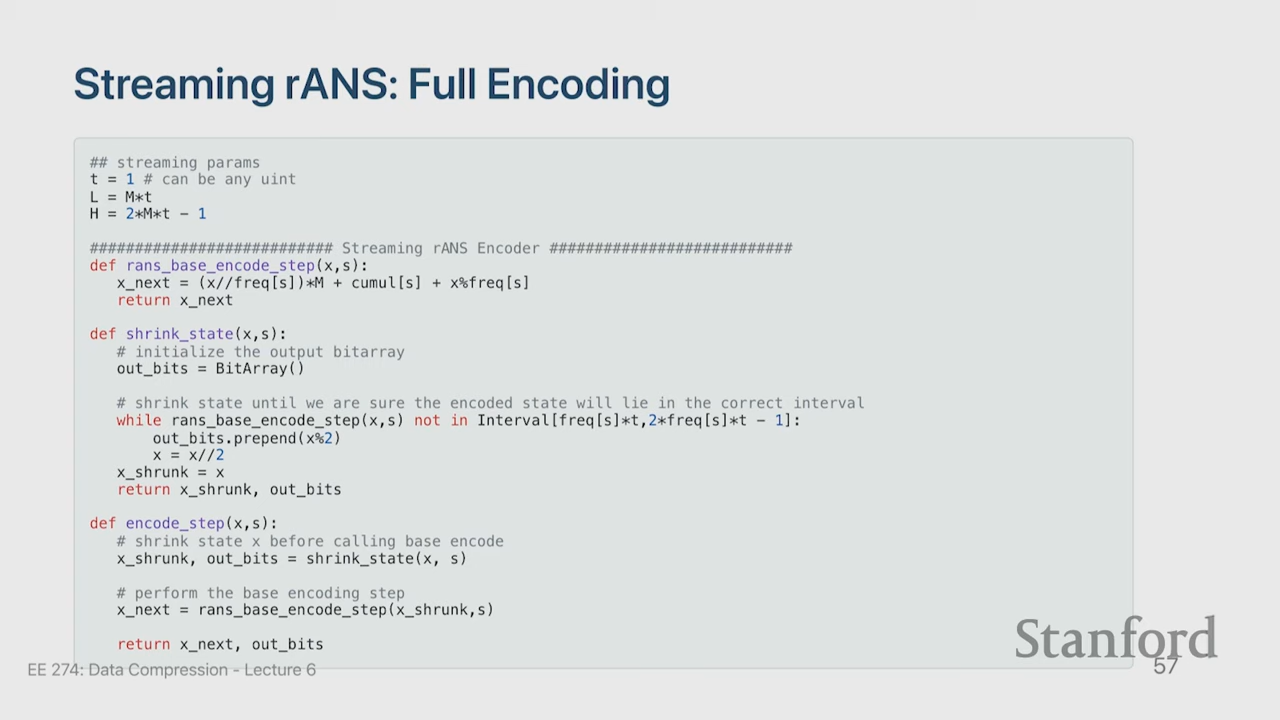 Streaming rANS: Full Encoding
## streaming params
t = 1 # can be any uint
L = M*t
H = 2*M*t - 1
########################### Streaming rANS Encoder ###########################
def rans_base_encode_step(x,s):
   x_next = (x//freq[s])*M + cumul[s] + x%freq[s]
   return x_next
def shrink_state(x,s):
   # initialize the output bitarray
   out_bits = BitArray()
   # shrink state until we are sure the encoded state will lie in the correct interval
   while rans_base_encode_step(x,s) not in Interval[freq[s]*t,2*freq[s]*t - 1]:
       out_bits.prepend(x%2)
       x = x//2
   x_shrunk = x
   return x_shrunk, out_bits
def encode_step(x,s):
   # shrink state x before calling base encode
   x_shrunk, out_bits = shrink_state(x, s)
   # perform the base encoding step
   x_next = rans_base_encode_step(x_shrunk,s)
   return x_next, out_bits
Stanford
EE 274: Data Compression - Lecture 6
57